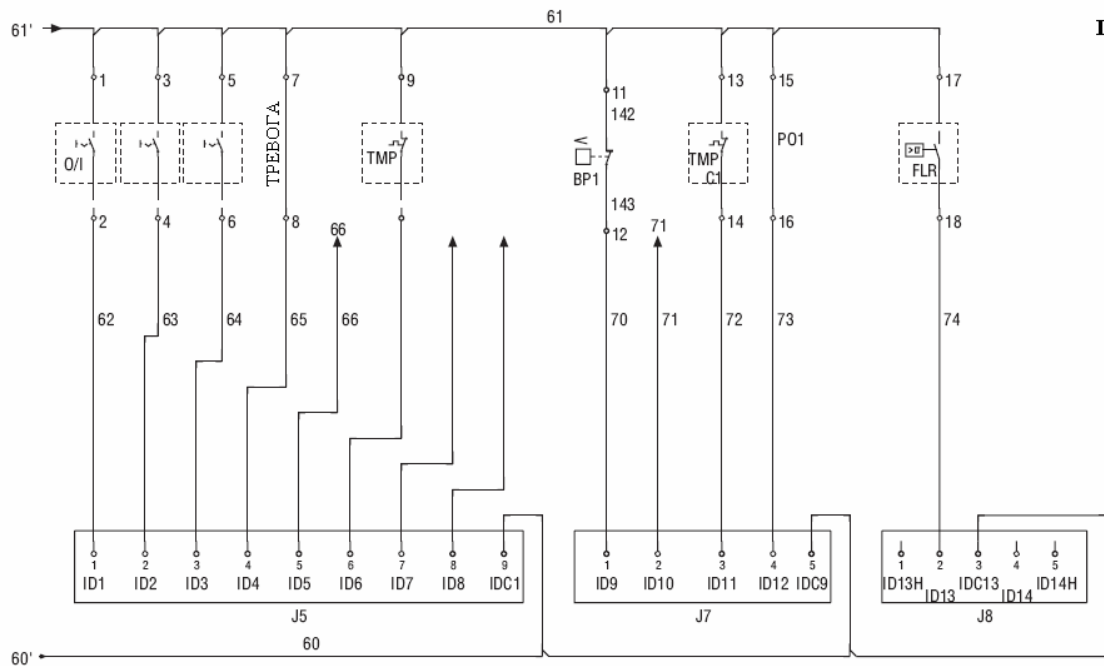 61'
61
1
3
5
7
9
11
13
15
17
142
ТРЕВОГА
O/I
TMP
BP1
TMP
C1
PO1
FLR
143
2
4
6
8
12
14
16
18
66
71
62
63
64
65
66
70
71
72
73
74
1 2 3 4 5 6 7 8 9
ID1 ID2 ID3 ID4 ID5 ID6 ID7 ID8 IDC1
J5
1 2 3 4 5
ID9 ID10 ID11 ID12 IDC9
J7
1 2 3 4 5
ID13H ID13 IDC13 ID14 ID14H
J8
60
60'